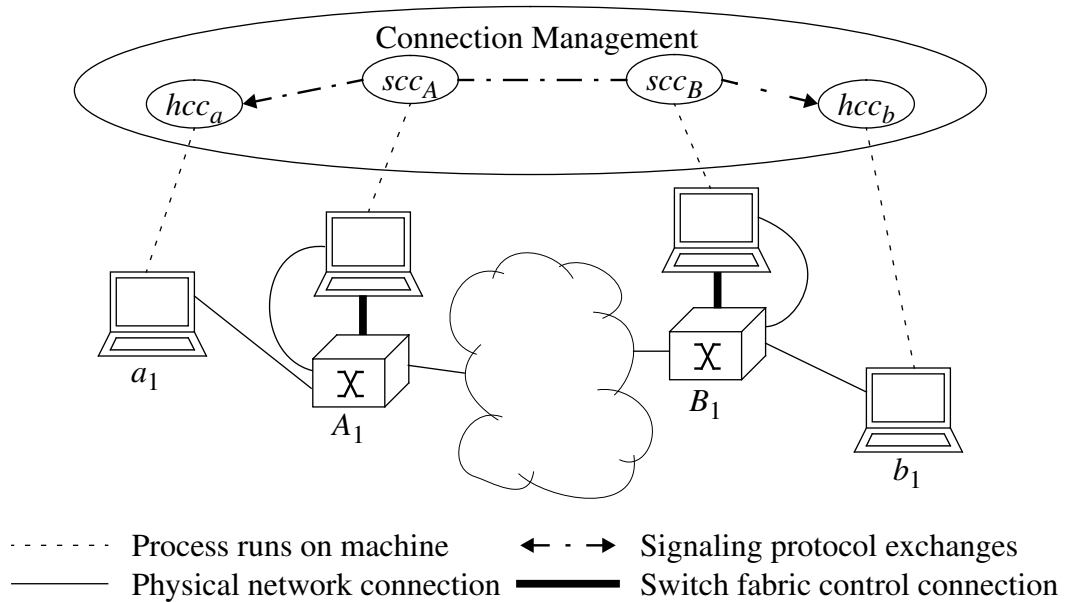 Connection Management
hcc_a
scc_A
scc_B
hcc_b
a_1
A_1
B_1
b_1
Process runs on machine
Signaling protocol exchanges
Physical network connection
Switch fabric control connection